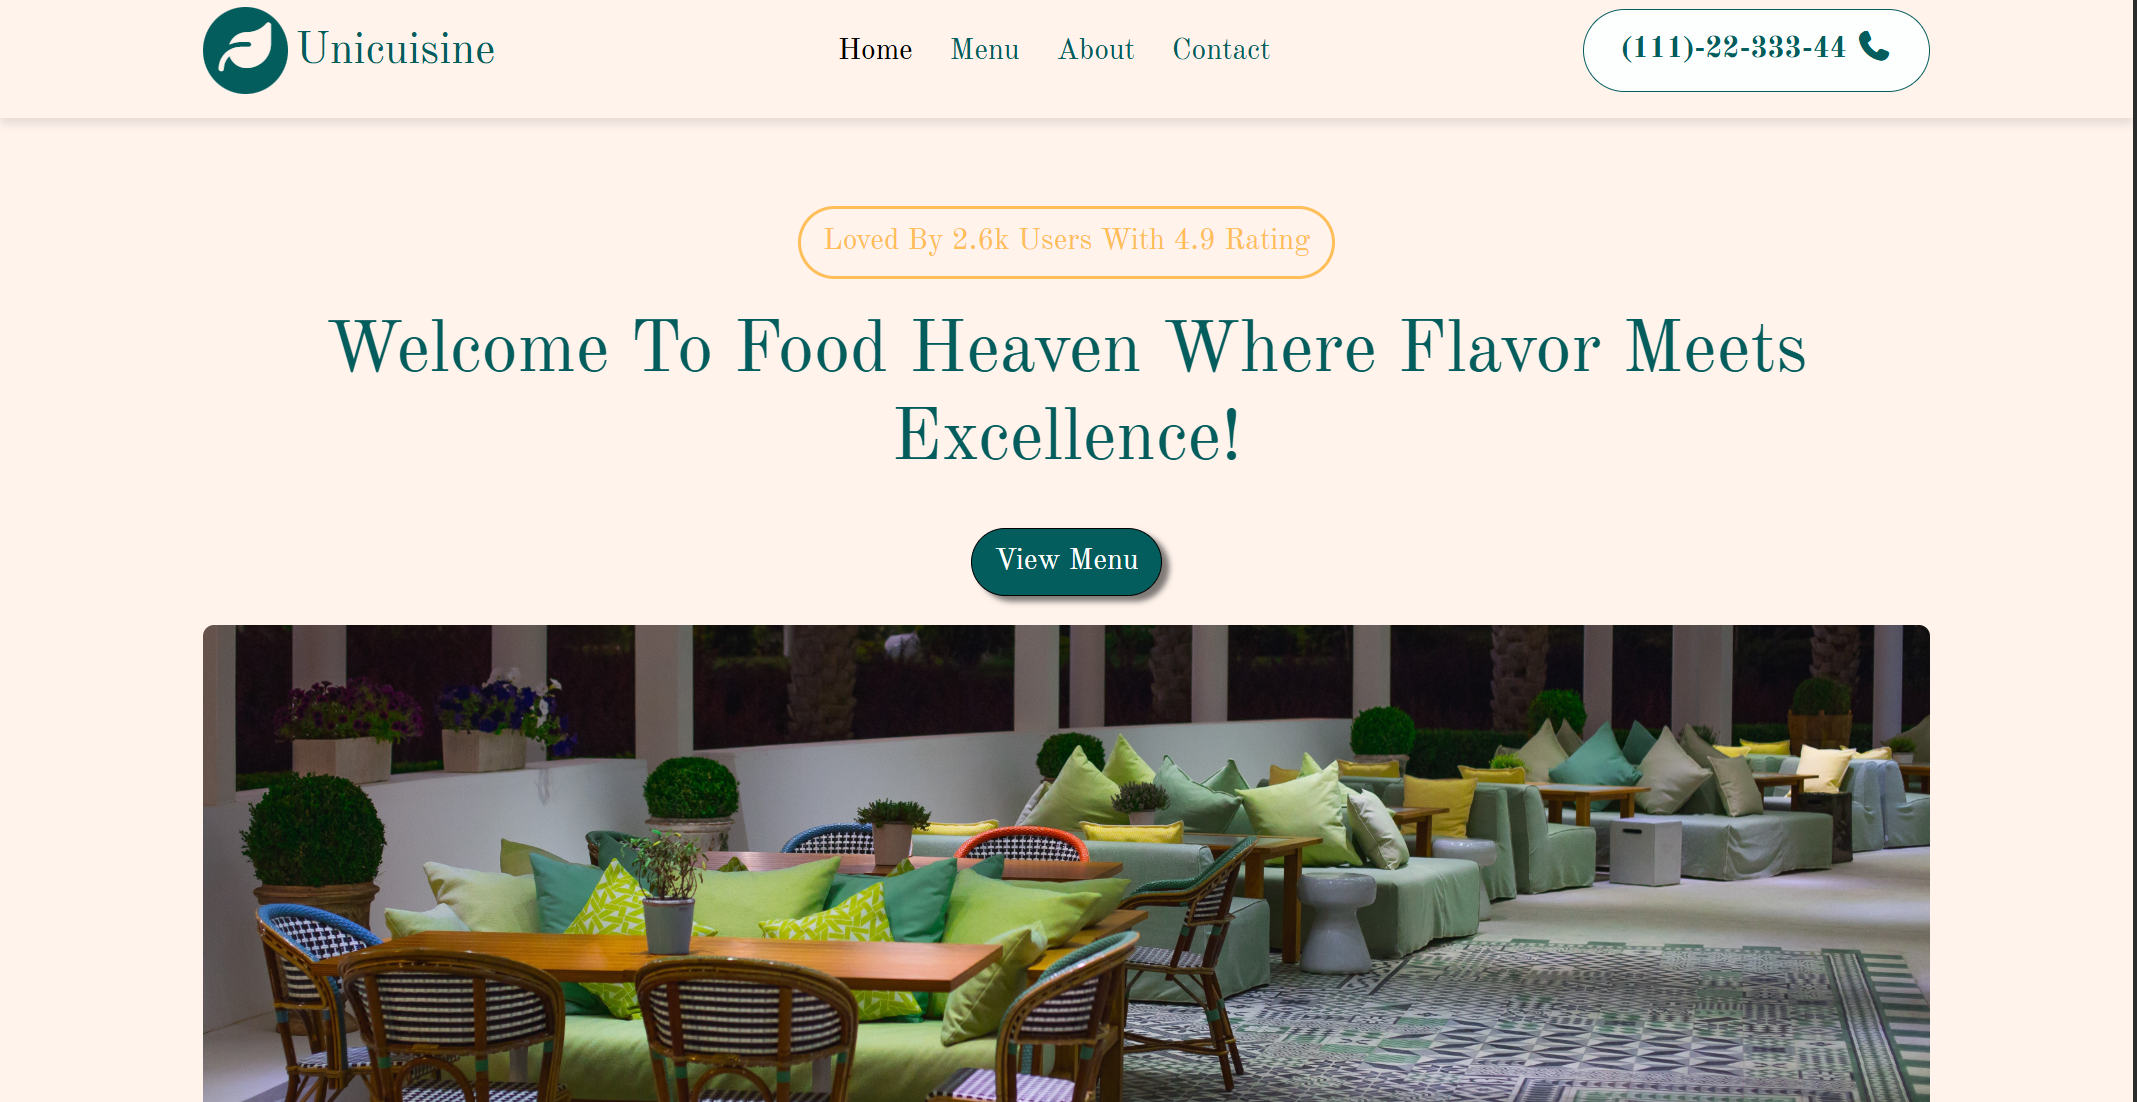 Unicuisine
Home Menu About Contact
(111)-22-333-44
Loved By 2.6k Users With 4.9 Rating
Welcome To Food Heaven Where Flavor Meets
Excellence!
View Menu